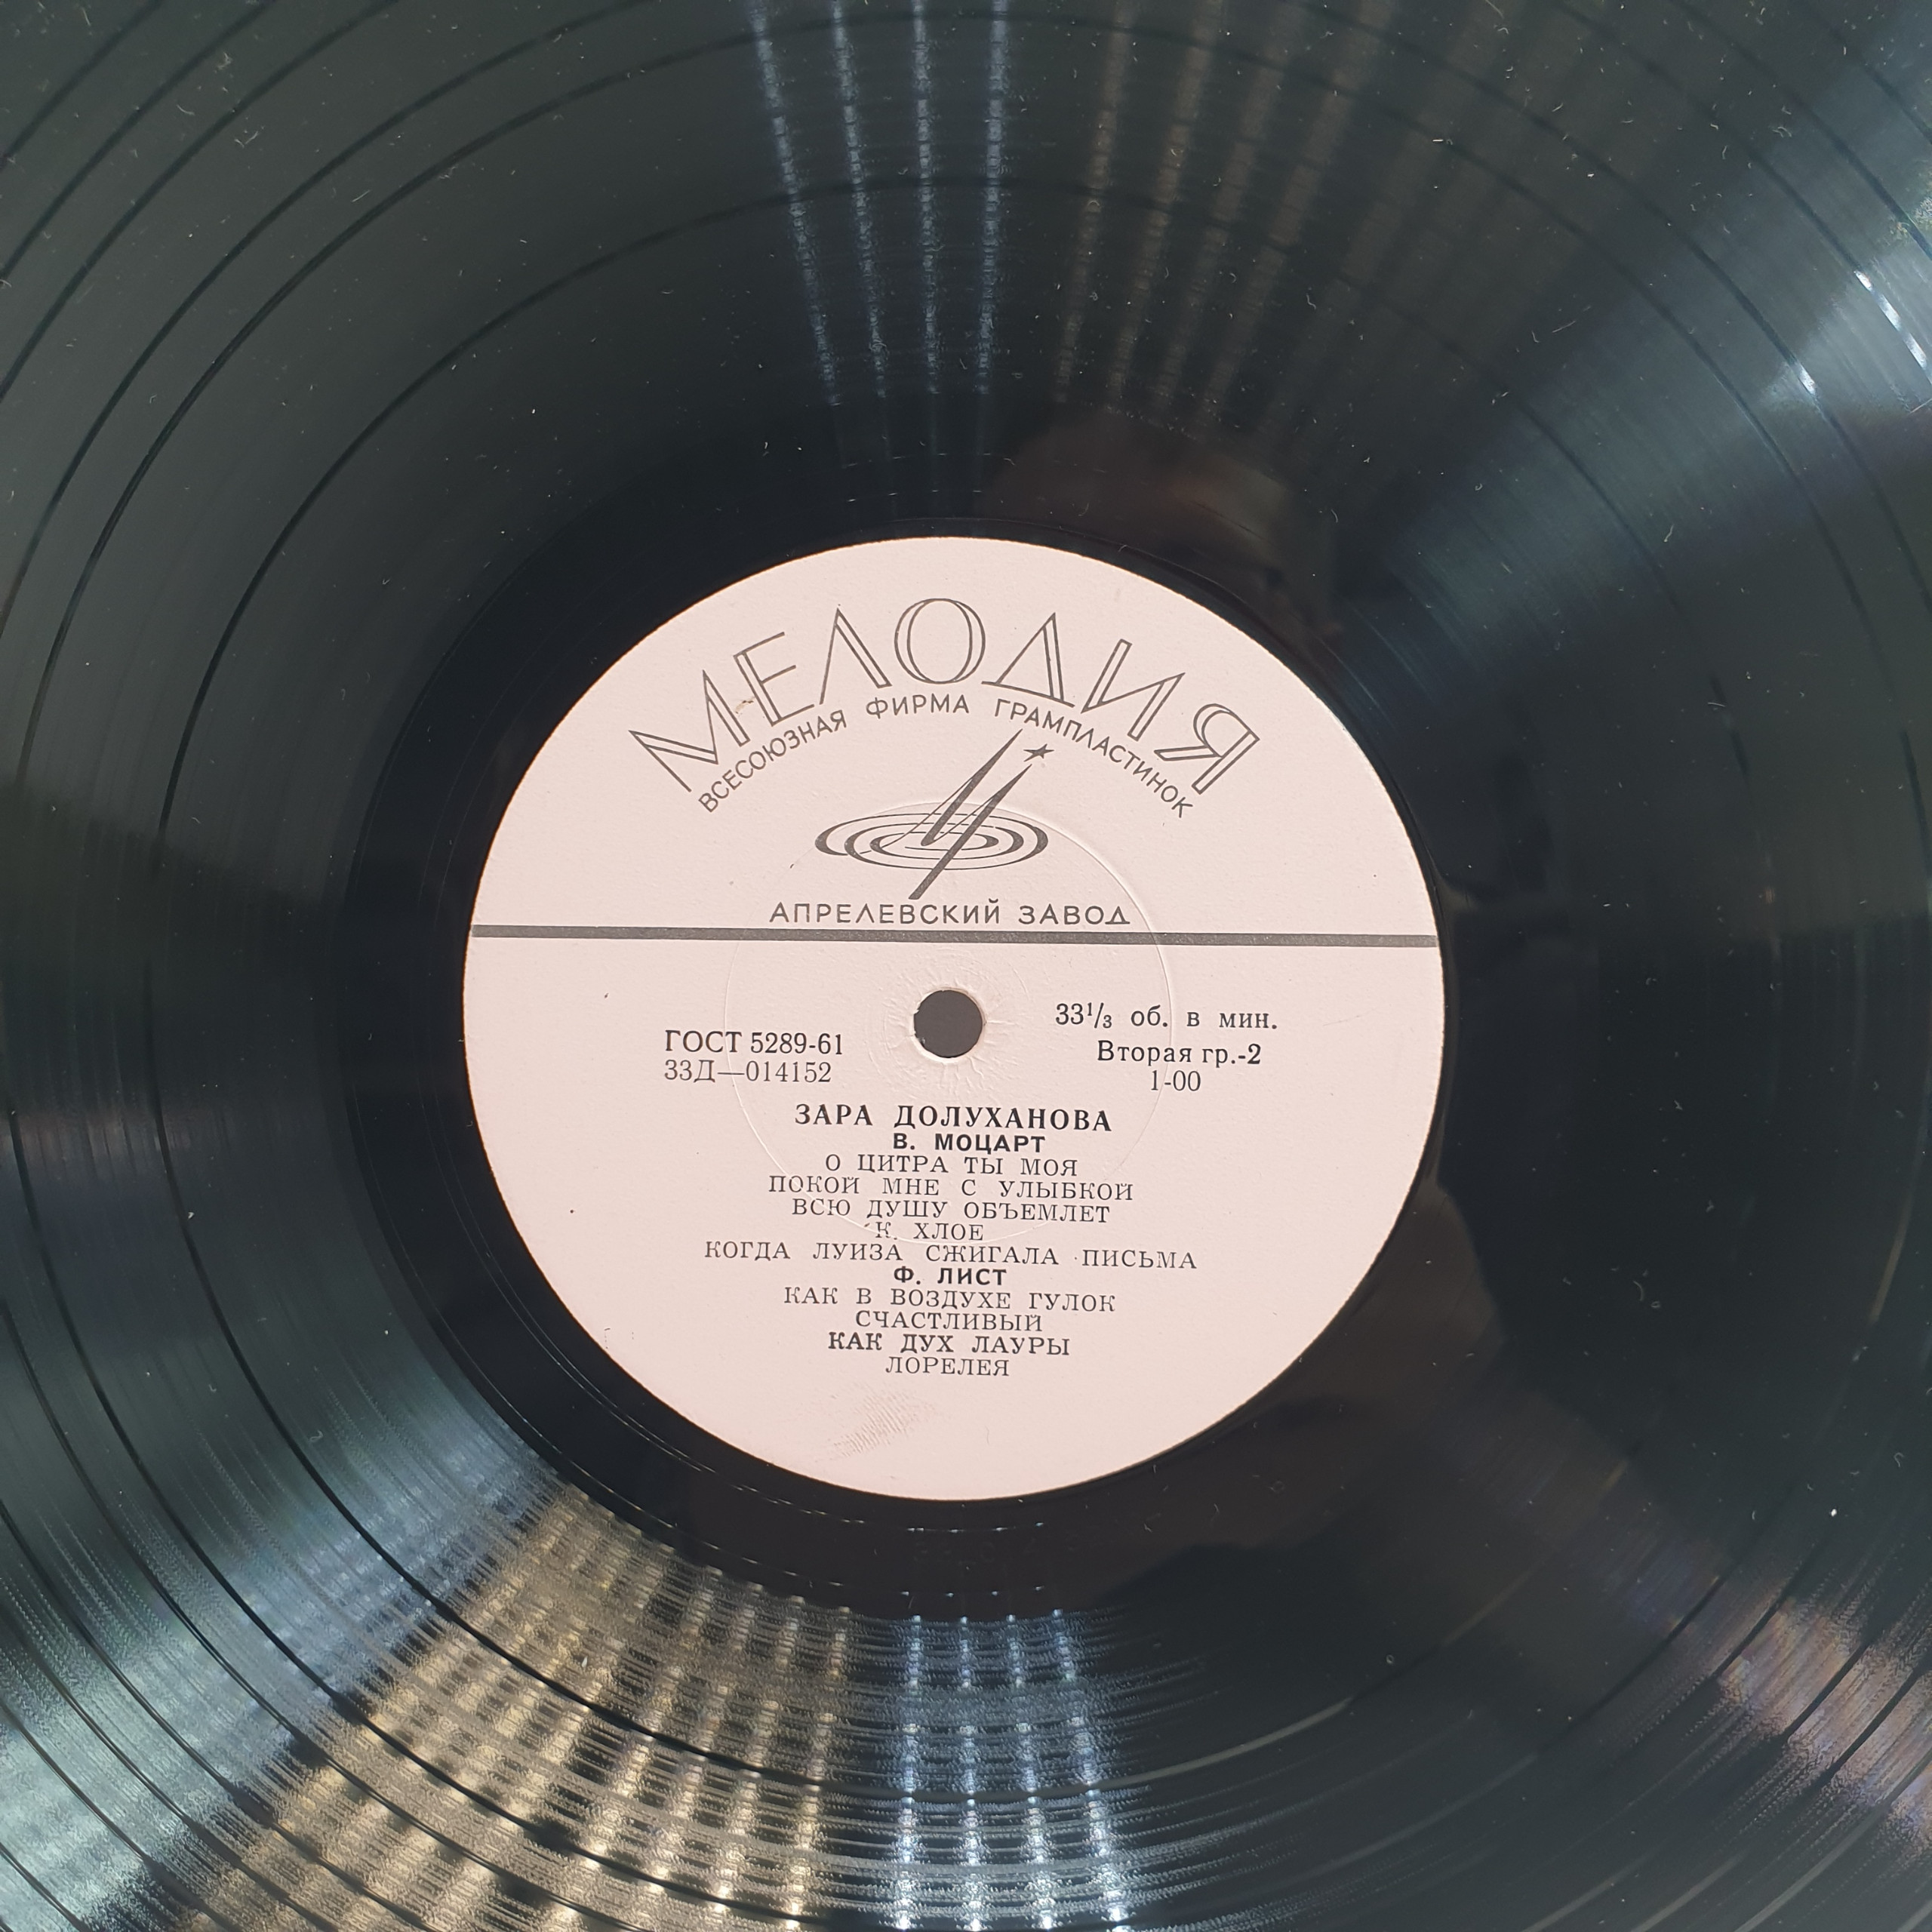 МЕЛОДИЯ
ВСЕСОЮЗНАЯ ФИРМА ГРАМПЛАСТИНОК
АПРЕЛЕВСКИЙ ЗАВОД
ГОСТ 5289-61
33Д—014152
33 1/3 об. в мин.
Вторая гр.-2
1-00
ЗАРА ДОЛУХАНОВА
В. МОЦАРТ
О ЦИТРА ТЫ МОЯ
ПОКОЙ МНЕ С УЛЫБКОЙ
ВСЮ ДУШУ ОБЪЕМЛЕТ
К. ХЛОЕ
КОГДА ЛУИЗА СЖИГАЛА ПИСЬМА
Ф. ЛИСТ
КАК В ВОЗДУХЕ ГУЛОК
СЧАСТЛИВЫЙ
КАК ДУХ ЛАУРЫ
ЛОРЕЛЕЯ